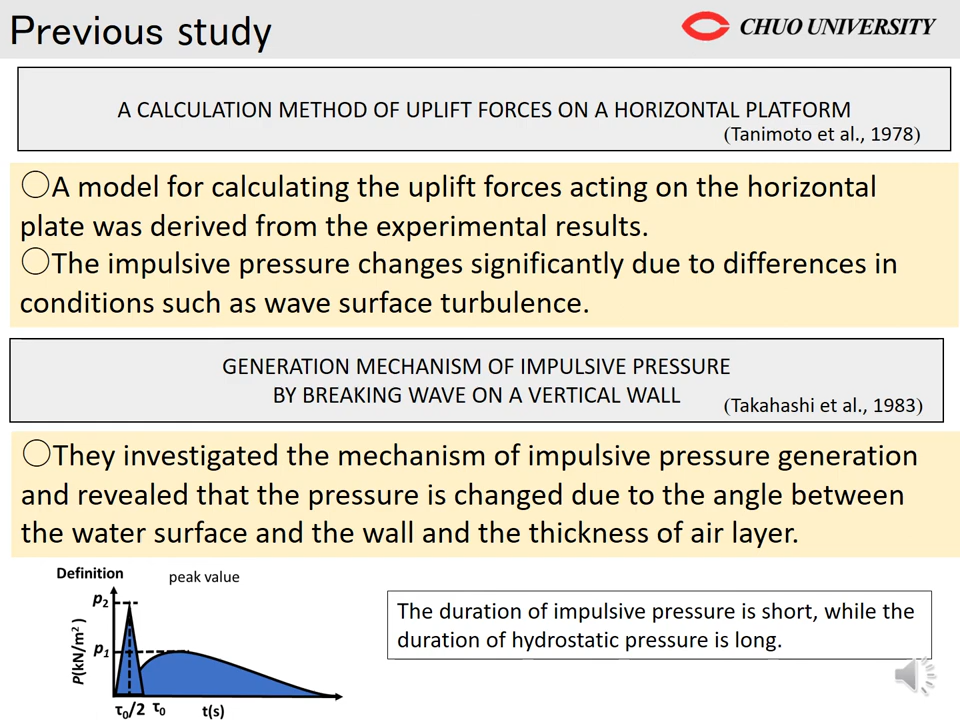 Previous study
CHUO UNIVERSITY
A CALCULATION METHOD OF UPLIFT FORCES ON A HORIZONTAL PLATFORM
(Tanimoto et al., 1978)
○A model for calculating the uplift forces acting on the horizontal
plate was derived from the experimental results.
○The impulsive pressure changes significantly due to differences in
conditions such as wave surface turbulence.
GENERATION MECHANISM OF IMPULSIVE PRESSURE
BY BREAKING WAVE ON A VERTICAL WALL
(Takahashi et al., 1983)
○They investigated the mechanism of impulsive pressure generation
and revealed that the pressure is changed due to the angle between
the water surface and the wall and the thickness of air layer.
Definition
peak value
p₂
p₁
P(kN/m²)
τ₀/2 τ₀ t(s)
The duration of impulsive pressure is short, while the
duration of hydrostatic pressure is long.